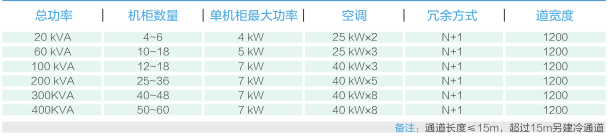 总功率 机柜数量 单机柜最大功率 空调 冗余方式 道宽度
20 kVA 4~6 4 kW 25 kW×2 N+1 1200
60 kVA 10~18 5 kW 25 kW×3 N+1 1200
100 kVA 12~18 7 kW 40 kW×3 N+1 1200
200 kVA 25~36 7 kW 40 kW×5 N+1 1200
300KVA 40~48 7 kW 40 kW×8 N+1 1200
400KVA 50~60 7 kW 40 kW×8 N+1 1200
备注：通道长度≤15m，超过15m另建冷通道